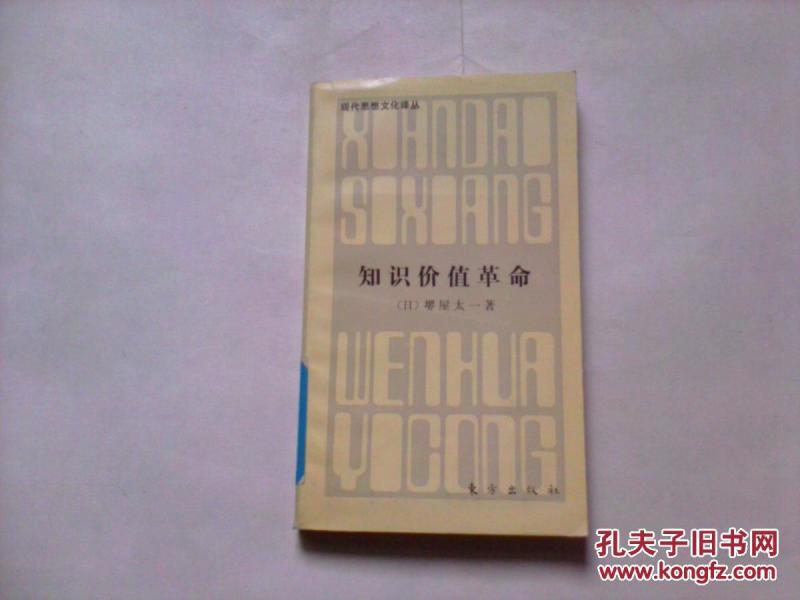 现代思想文化译丛
XIANDAI
SIXIANG
知识价值革命
（日）堺屋太一著
WENHUA
YICONG
东方出版社
孔夫子旧书网
www.kongfz.com